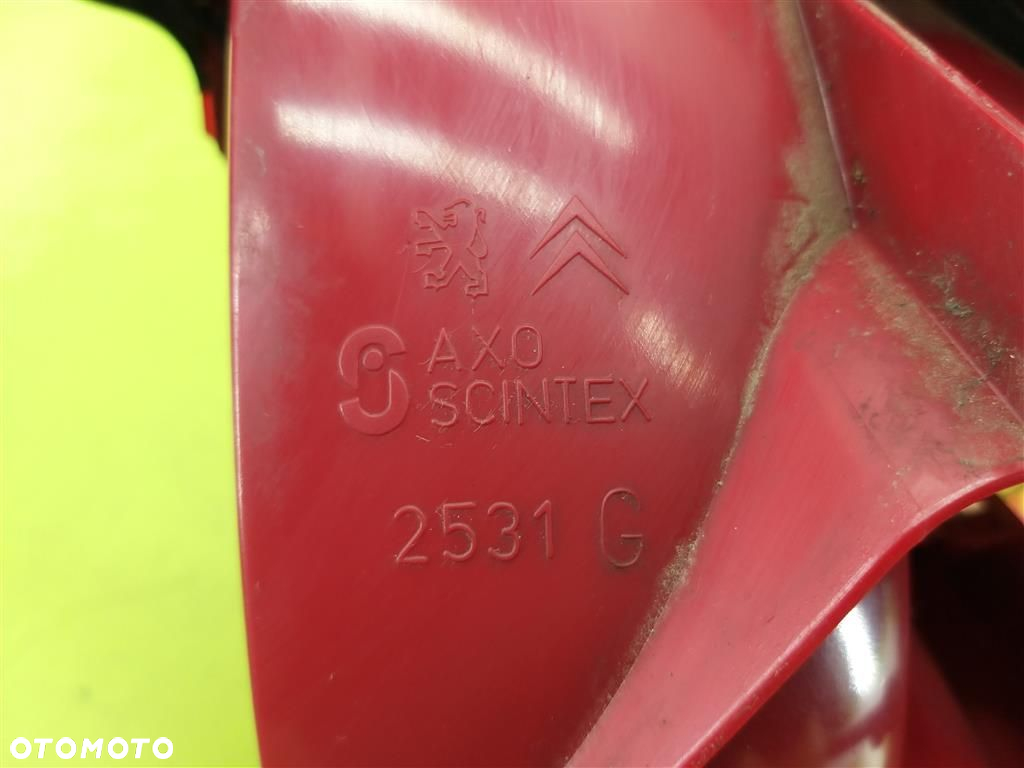 AXO
SCINTEX
2531 G
OTOMOTO